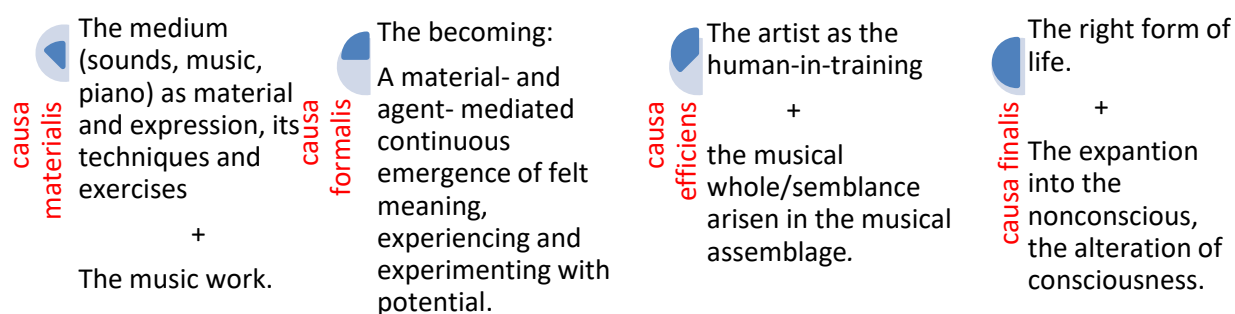 causa
materialis
The medium
(sounds, music,
piano) as material
and expression, its
techniques and
exercises
+
The music work.
causa
formalis
The becoming:
A material- and
agent- mediated
continuous
emergence of felt
meaning,
experiencing and
experimenting with
potential.
causa
efficiens
The artist as the
human-in-training
+
the musical
whole/semblance
arisen in the musical
assemblage.
causa finalis
The right form of
life.
+
The expantion
into the
nonconscious,
the alteration of
consciousness.